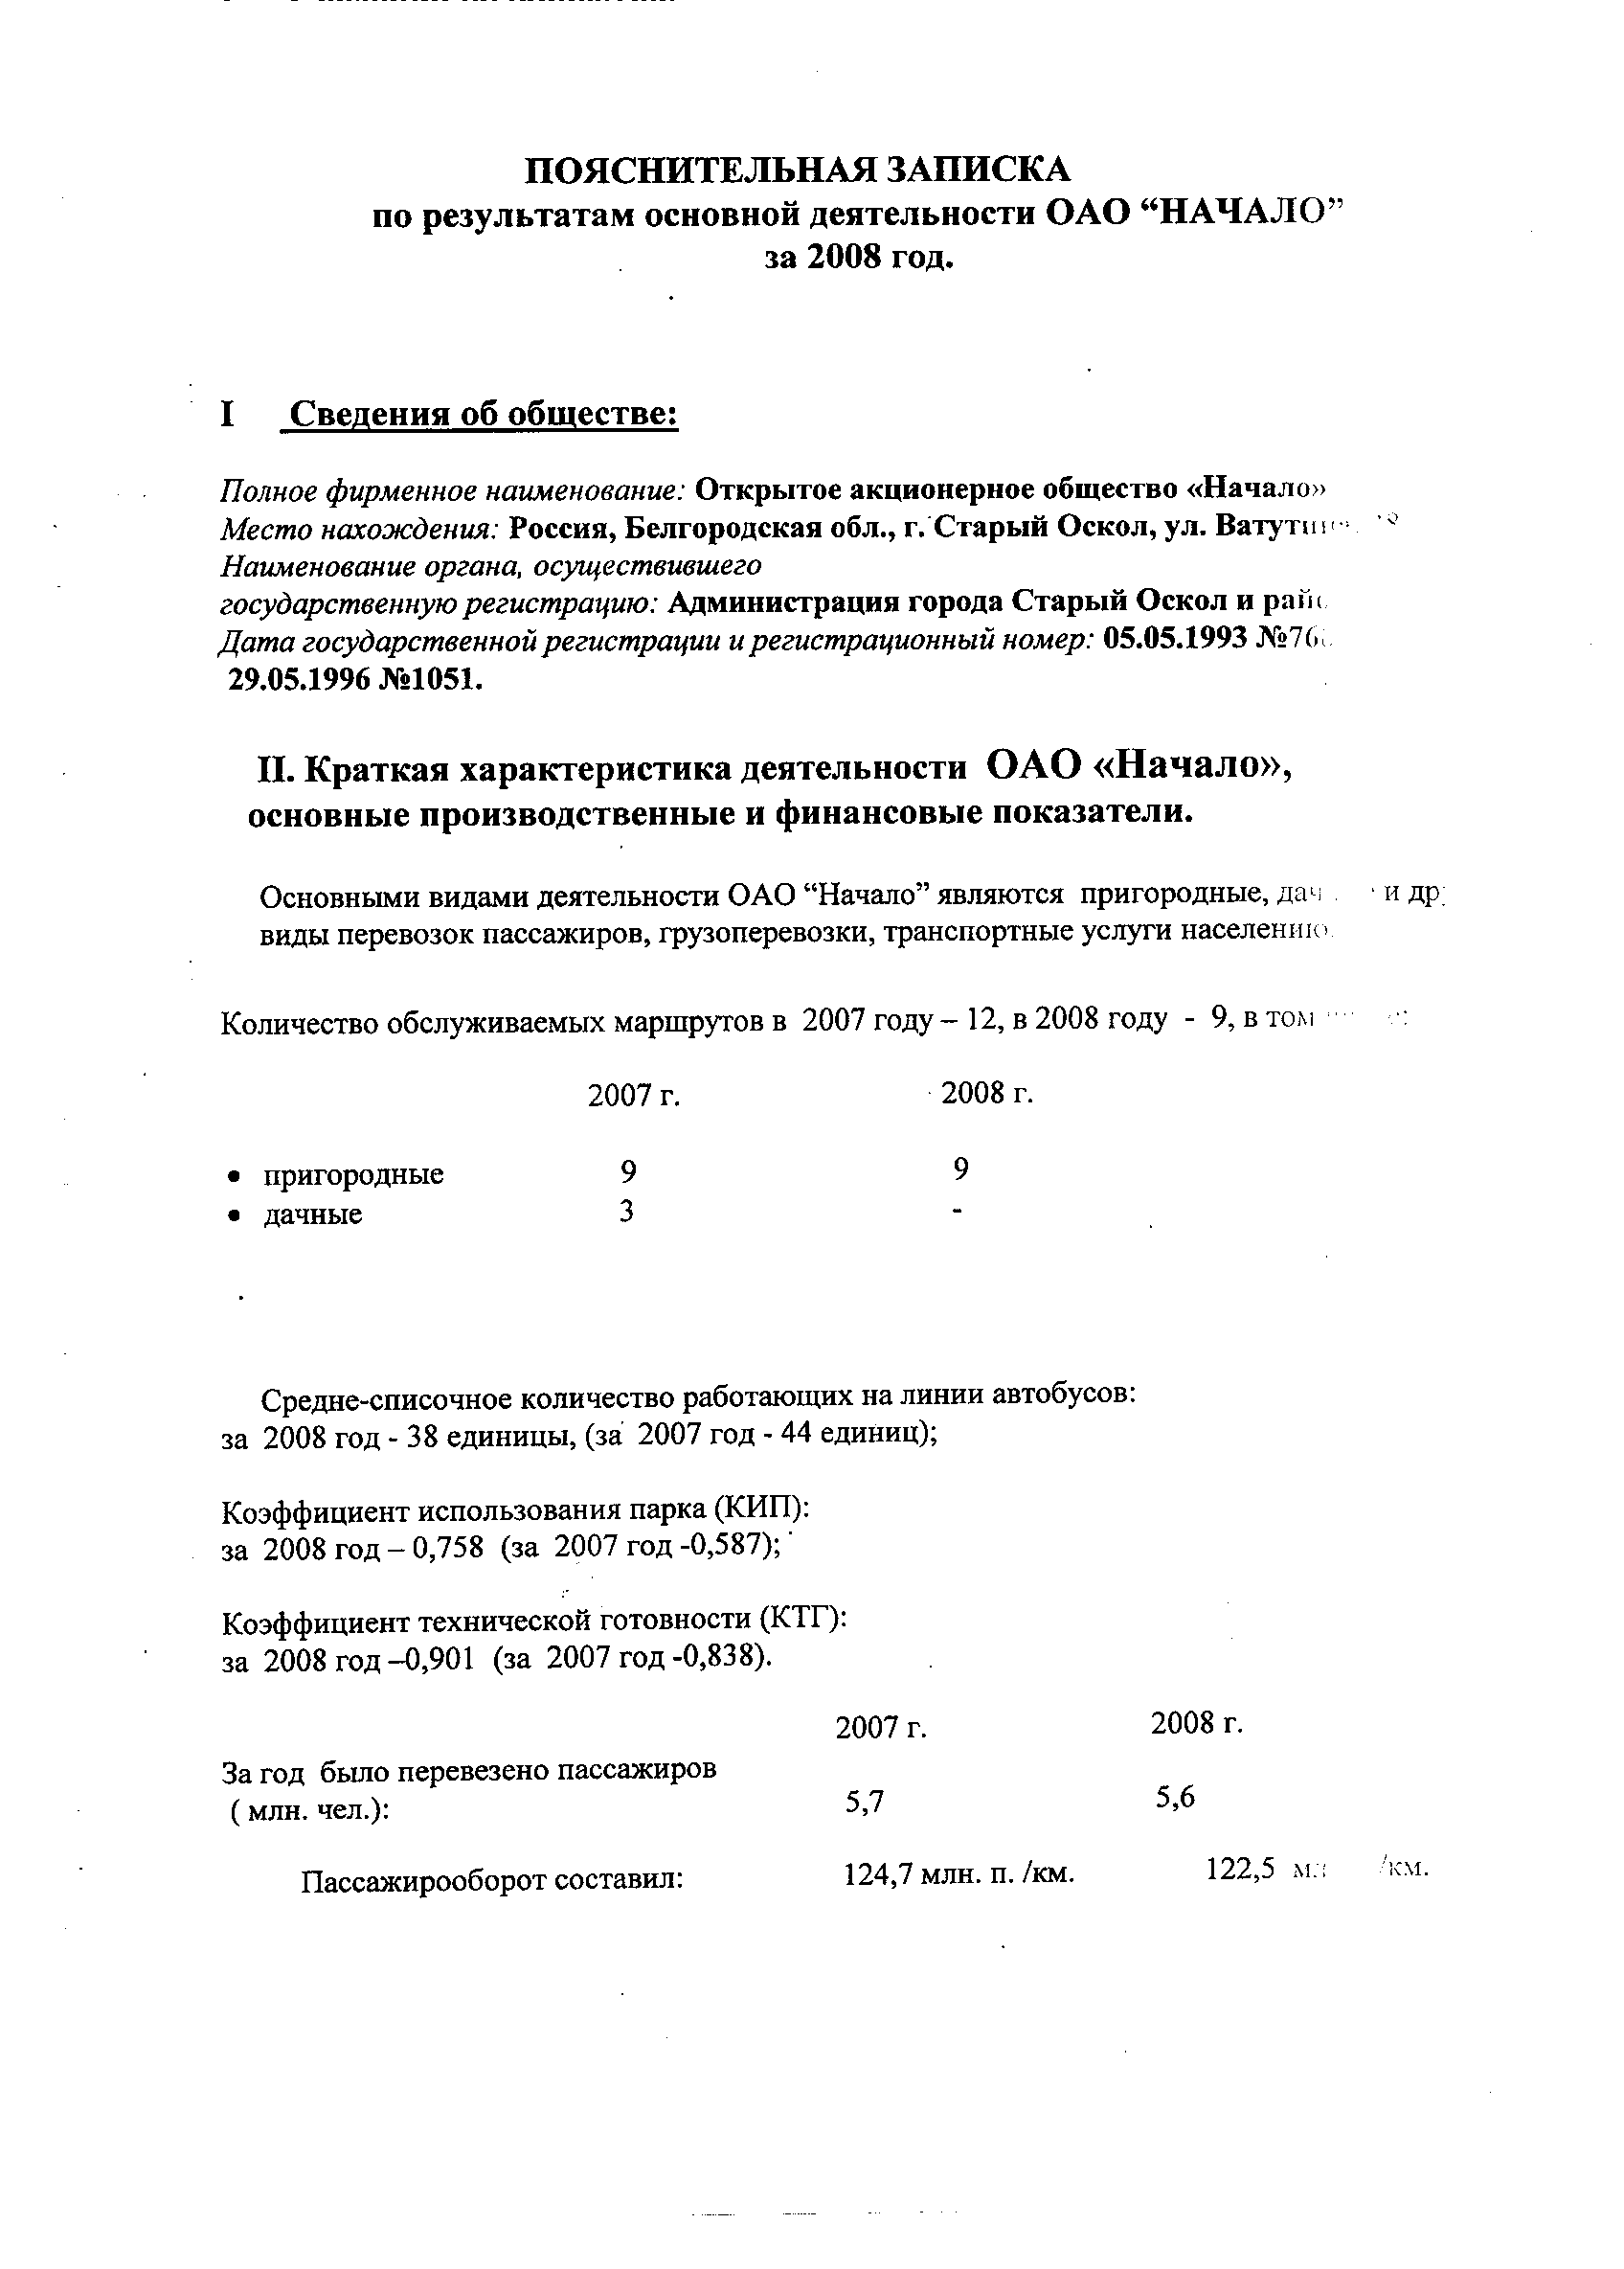 ПОЯСНИТЕЛЬНАЯ ЗАПИСКА
по результатам основной деятельности ОАО “НАЧАЛО”
за 2008 год.
I Сведения об обществе:
Полное фирменное наименование: Открытое акционерное общество «Начало»
Место нахождения: Россия, Белгородская обл., г. Старый Оскол, ул.
Наименование органа, осуществившего
государственную регистрацию: Администрация города Старый Оскол и
Дата государственной регистрации и регистрационный номер: 05.05.1993
29.05.1996 №1051.
II. Краткая характеристика деятельности ОАО «Начало»,
основные производственные и финансовые показатели.
Основными видами деятельности ОАО “Начало” являются пригородные, и
виды перевозок пассажиров, грузоперевозки, транспортные услуги населению.
Количество обслуживаемых маршрутов в 2007 году – 12, в 2008 году - 9, в том
2007 г. 2008 г.
• пригородные 9 9
• дачные 3 -
Средне-списочное количество работающих на линии автобусов:
за 2008 год - 38 единицы, (за 2007 год - 44 единиц);
Коэффициент использования парка (КИП):
за 2008 год – 0,758 (за 2007 год -0,587);
Коэффициент технической готовности (КТГ):
за 2008 год –0,901 (за 2007 год -0,838).
2007 г. 2008 г.
За год было перевезено пассажиров
( млн. чел.): 5,7 5,6
Пассажирооборот составил: 124,7 млн. п. /км. 122,5 /км.